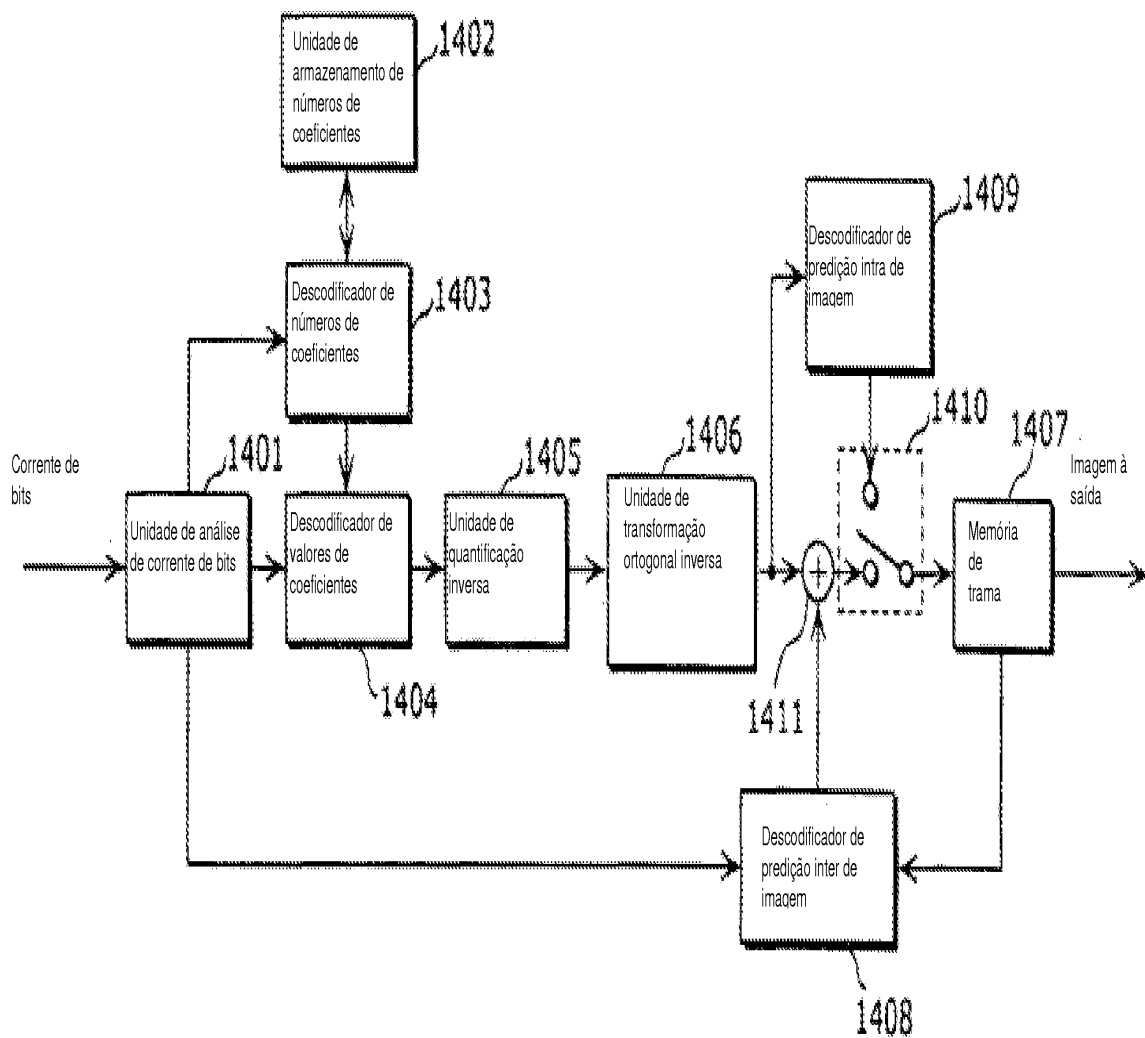 Unidade de
armazenamento de
números de
coeficientes
1402
Descodificador de
predição intra de
imagem
1409
Descodificador de
números de
coeficientes
1403
1410
1407
Imagem à
saída
1406
1405
1401
Corrente de
bits
Unidade de análise
de corrente de bits
Descodificador de
valores de
coeficientes
Unidade de
quantificação
inversa
Unidade de
transformação
ortogonal inversa
Memória
de
trama
1404
1411
Descodificador de
predição inter de
imagem
1408